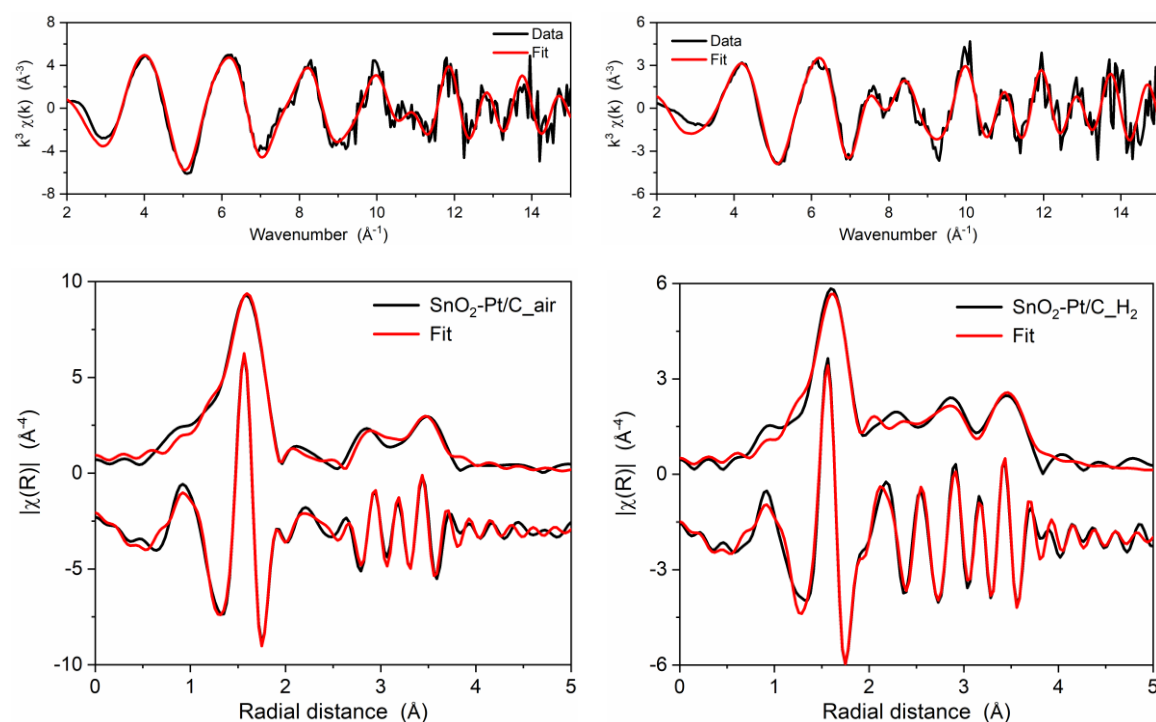 8
4
0
-4
-8
k³ χ(k) (Å⁻³)
Data
Fit
2 4 6 8 10 12 14
Wavenumber (Å⁻¹)
6
3
0
-3
-6
k³ χ(k) (Å⁻³)
Data
Fit
2 4 6 8 10 12 14
Wavenumber (Å⁻¹)
10
5
0
-5
-10
|χ(R)| (Å⁻⁴)
SnO₂-Pt/C_air
Fit
0 1 2 3 4 5
Radial distance (Å)
6
3
0
-3
-6
|χ(R)| (Å⁻⁴)
SnO₂-Pt/C_H₂
Fit
0 1 2 3 4 5
Radial distance (Å)